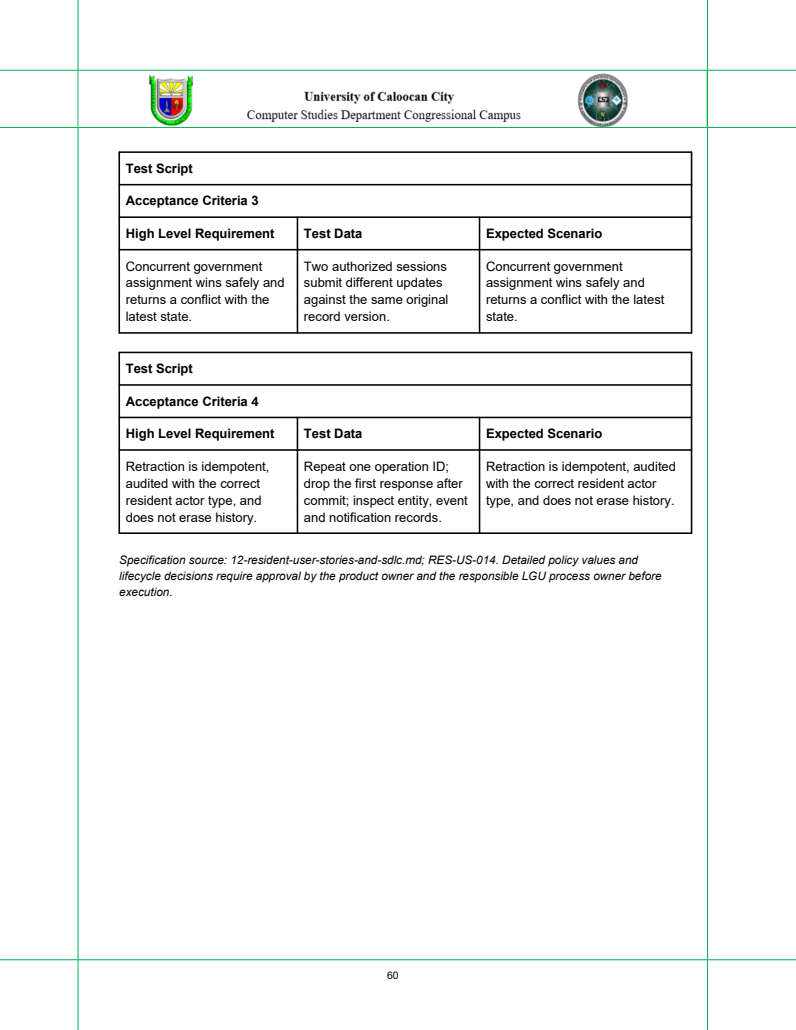 University of Caloocan City
Computer Studies Department Congressional Campus
Test Script
Acceptance Criteria 3
High Level Requirement
Test Data
Expected Scenario
Concurrent government
assignment wins safely and
returns a conflict with the
latest state.
Two authorized sessions
submit different updates
against the same original
record version.
Concurrent government
assignment wins safely and
returns a conflict with the latest
state.
Test Script
Acceptance Criteria 4
High Level Requirement
Test Data
Expected Scenario
Retraction is idempotent,
audited with the correct
resident actor type, and
does not erase history.
Repeat one operation ID;
drop the first response after
commit; inspect entity, event
and notification records.
Retraction is idempotent, audited
with the correct resident actor
type, and does not erase history.
Specification source: 12-resident-user-stories-and-sdlc.md; RES-US-014. Detailed policy values and
lifecycle decisions require approval by the product owner and the responsible LGU process owner before
execution.
60